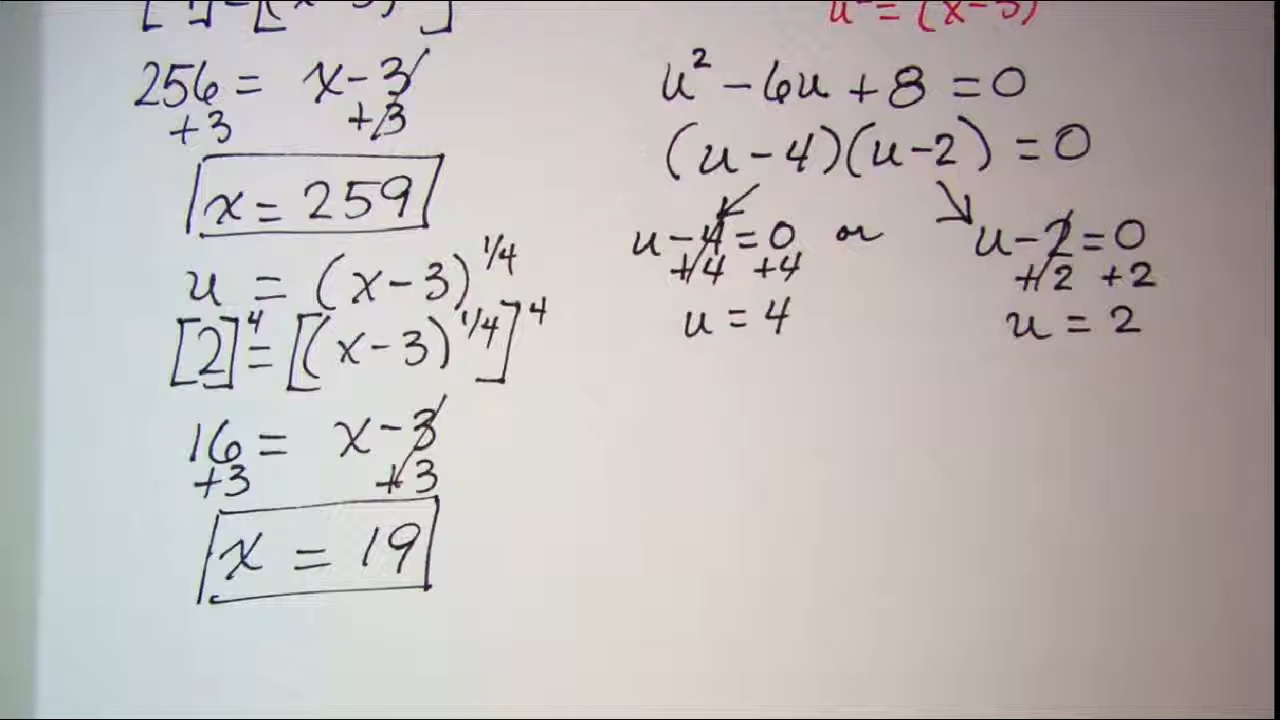 256 = x - 3
+3 +3
x = 259
u = (x - 3)^1/4
[2]^4 = [(x - 3)^1/4]^4
16 = x - 3
+3 +3
x = 19
u² - 6u + 8 = 0
(u - 4)(u - 2) = 0
u - 4 = 0 or u - 2 = 0
+4 +4 +2 +2
u = 4 u = 2